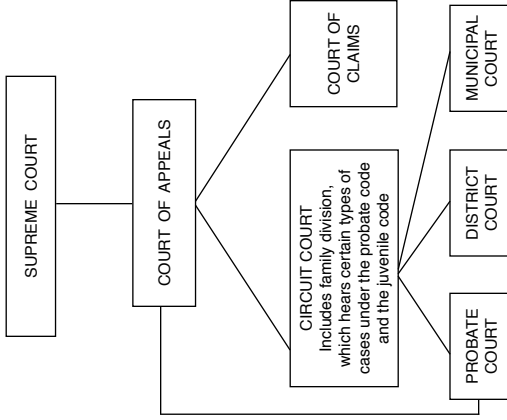 SUPREME COURT
COURT OF APPEALS
CIRCUIT COURT
Includes family division,
which hears certain types of
cases under the probate code
and the juvenile code
COURT OF
CLAIMS
PROBATE
COURT
DISTRICT
COURT
MUNICIPAL
COURT